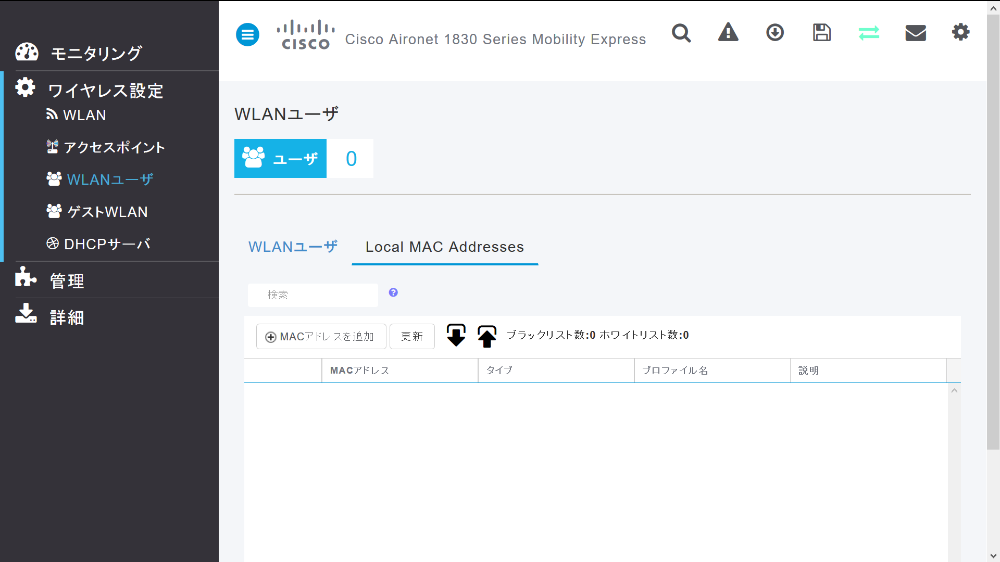 モニタリング
ワイヤレス設定
WLAN
アクセスポイント
WLANユーザ
ゲストWLAN
DHCPサーバ
管理
詳細
CISCO
Cisco Aironet 1830 Series Mobility Express
WLANユーザ
ユーザ 0
WLANユーザ Local MAC Addresses
検索 ?
MACアドレスを追加 更新 ブラックリスト数:0 ホワイトリスト数:0
MACアドレス タイプ プロファイル名 説明